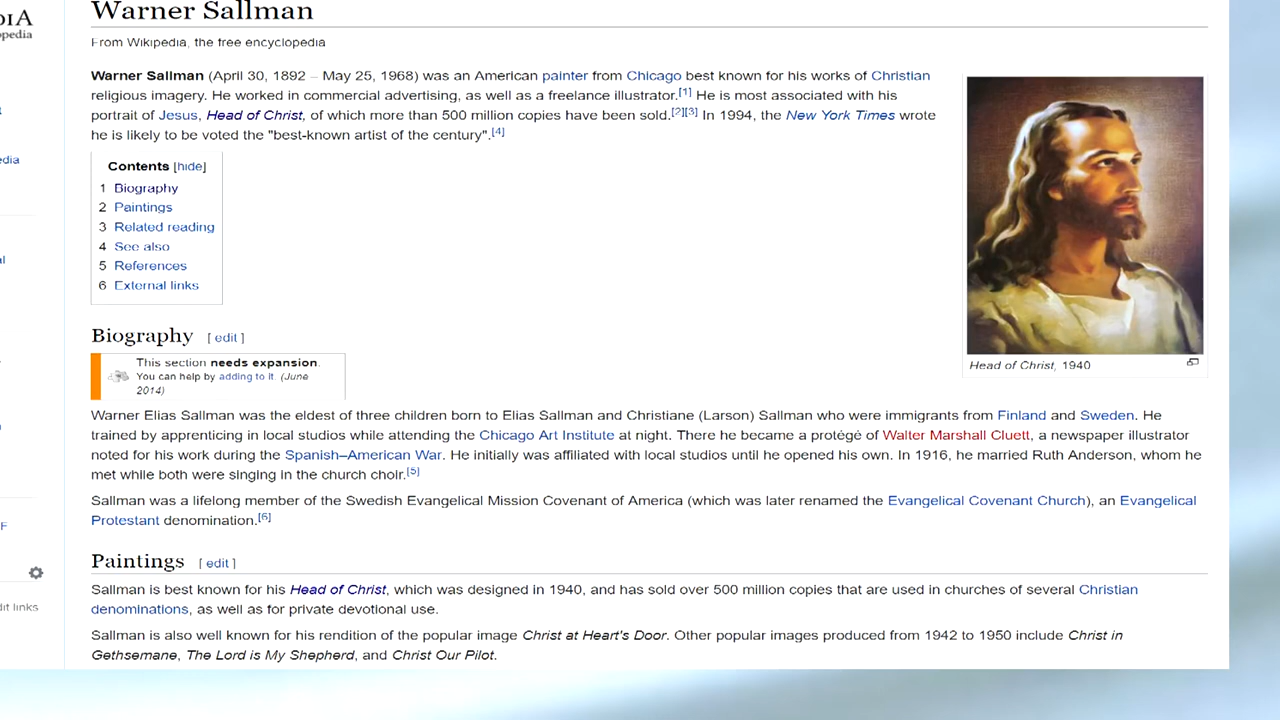 Warner Sallman
From Wikipedia, the free encyclopedia
Warner Sallman (April 30, 1892 – May 25, 1968) was an American painter from Chicago best known for his works of Christian
religious imagery. He worked in commercial advertising, as well as a freelance illustrator.[1] He is most associated with his
portrait of Jesus, Head of Christ, of which more than 500 million copies have been sold.[2][3] In 1994, the New York Times wrote
he is likely to be voted the "best-known artist of the century".[4]
Contents [hide]
1 Biography
2 Paintings
3 Related reading
4 See also
5 References
6 External links
Head of Christ, 1940
Biography [ edit ]
This section needs expansion.
You can help by adding to it. (June
2014)
Warner Elias Sallman was the eldest of three children born to Elias Sallman and Christiane (Larson) Sallman who were immigrants from Finland and Sweden. He
trained by apprenticing in local studios while attending the Chicago Art Institute at night. There he became a protégé of Walter Marshall Cluett, a newspaper illustrator
noted for his work during the Spanish–American War. He initially was affiliated with local studios until he opened his own. In 1916, he married Ruth Anderson, whom he
met while both were singing in the church choir.[5]
Sallman was a lifelong member of the Swedish Evangelical Mission Covenant of America (which was later renamed the Evangelical Covenant Church), an Evangelical
Protestant denomination.[6]
Paintings [ edit ]
Sallman is best known for his Head of Christ, which was designed in 1940, and has sold over 500 million copies that are used in churches of several Christian
denominations, as well as for private devotional use.
Sallman is also well known for his rendition of the popular image Christ at Heart's Door. Other popular images produced from 1942 to 1950 include Christ in
Gethsemane, The Lord is My Shepherd, and Christ Our Pilot.